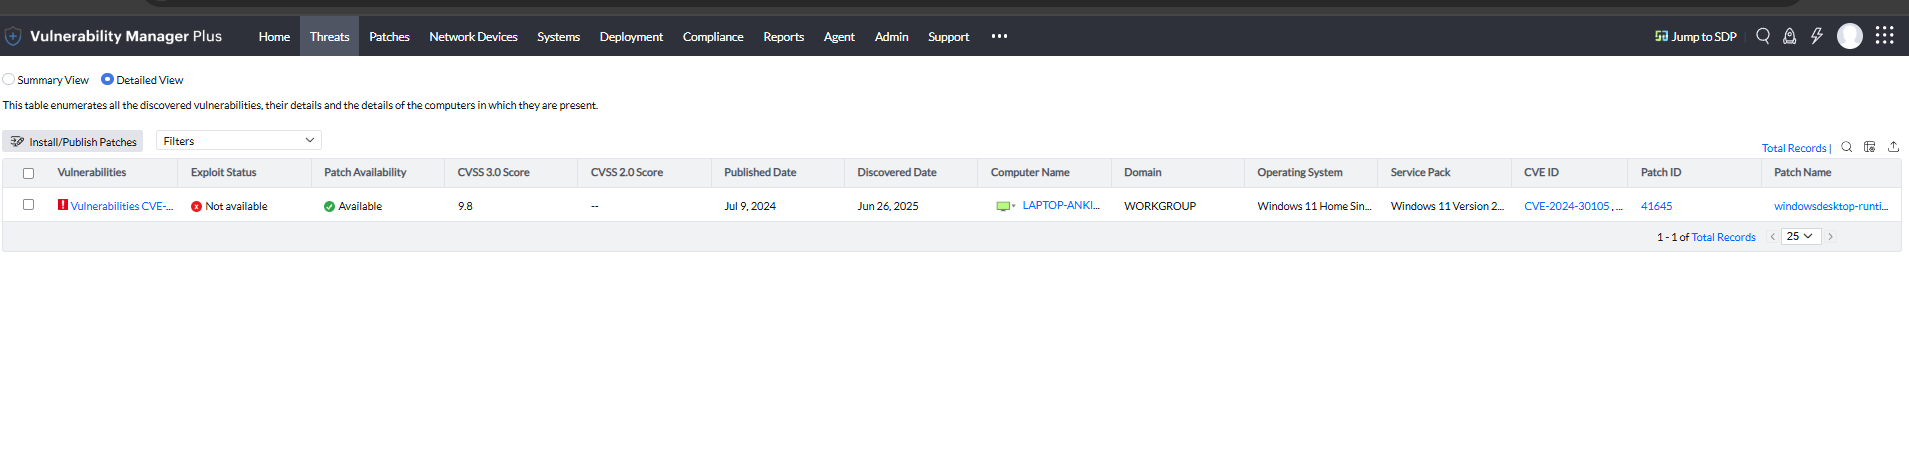 Vulnerability Manager Plus Home Threats Patches Network Devices Systems Deployment Compliance Reports Agent Admin Support ••• Jump to SDP
Summary View Detailed View
This table enumerates all the discovered vulnerabilities, their details and the details of the computers in which they are present.
Install/Publish Patches Filters
Total Records |
Vulnerabilities Exploit Status Patch Availability CVSS 3.0 Score CVSS 2.0 Score Published Date Discovered Date Computer Name Domain Operating System Service Pack CVE ID Patch ID Patch Name
Vulnerabilities CVE-... Not available Available 9.8 -- Jul 9, 2024 Jun 26, 2025 LAPTOP-ANKI... WORKGROUP Windows 11 Home Sin... Windows 11 Version 2... CVE-2024-30105 , ... 41645 windowsdesktop-runti...
1 - 1 of Total Records < 25 >